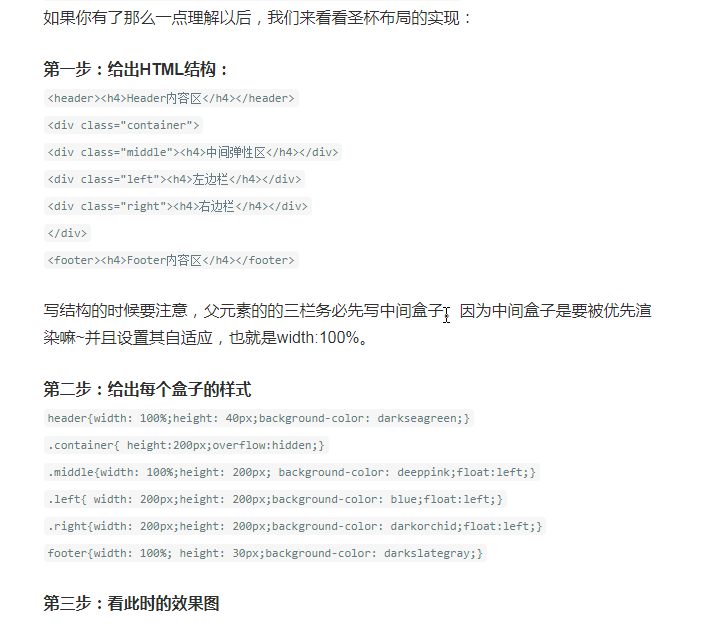 如果你有了那么一点理解以后，我们来看看圣杯布局的实现：
第一步：给出HTML结构：
<header><h4>Header内容区</h4></header>
<div class="container">
<div class="middle"><h4>中间弹性区</h4></div>
<div class="left"><h4>左边栏</h4></div>
<div class="right"><h4>右边栏</h4></div>
</div>
<footer><h4>Footer内容区</h4></footer>
写结构的时候要注意，父元素的的三栏务必先写中间盒子。因为中间盒子是要被优先渲
染嘛~并且设置其自适应，也就是width:100%。
第二步：给出每个盒子的样式
header{width: 100%;height: 40px;background-color: darkseagreen;}
.container{ height:200px;overflow:hidden;}
.middle{width: 100%;height: 200px; background-color: deeppink;float:left;}
.left{ width: 200px;height: 200px;background-color: blue;float:left;}
.right{width: 200px;height: 200px;background-color: darkorchid;float:left;}
footer{width: 100%; height: 30px;background-color: darkslategray;}
第三步：看此时的效果图